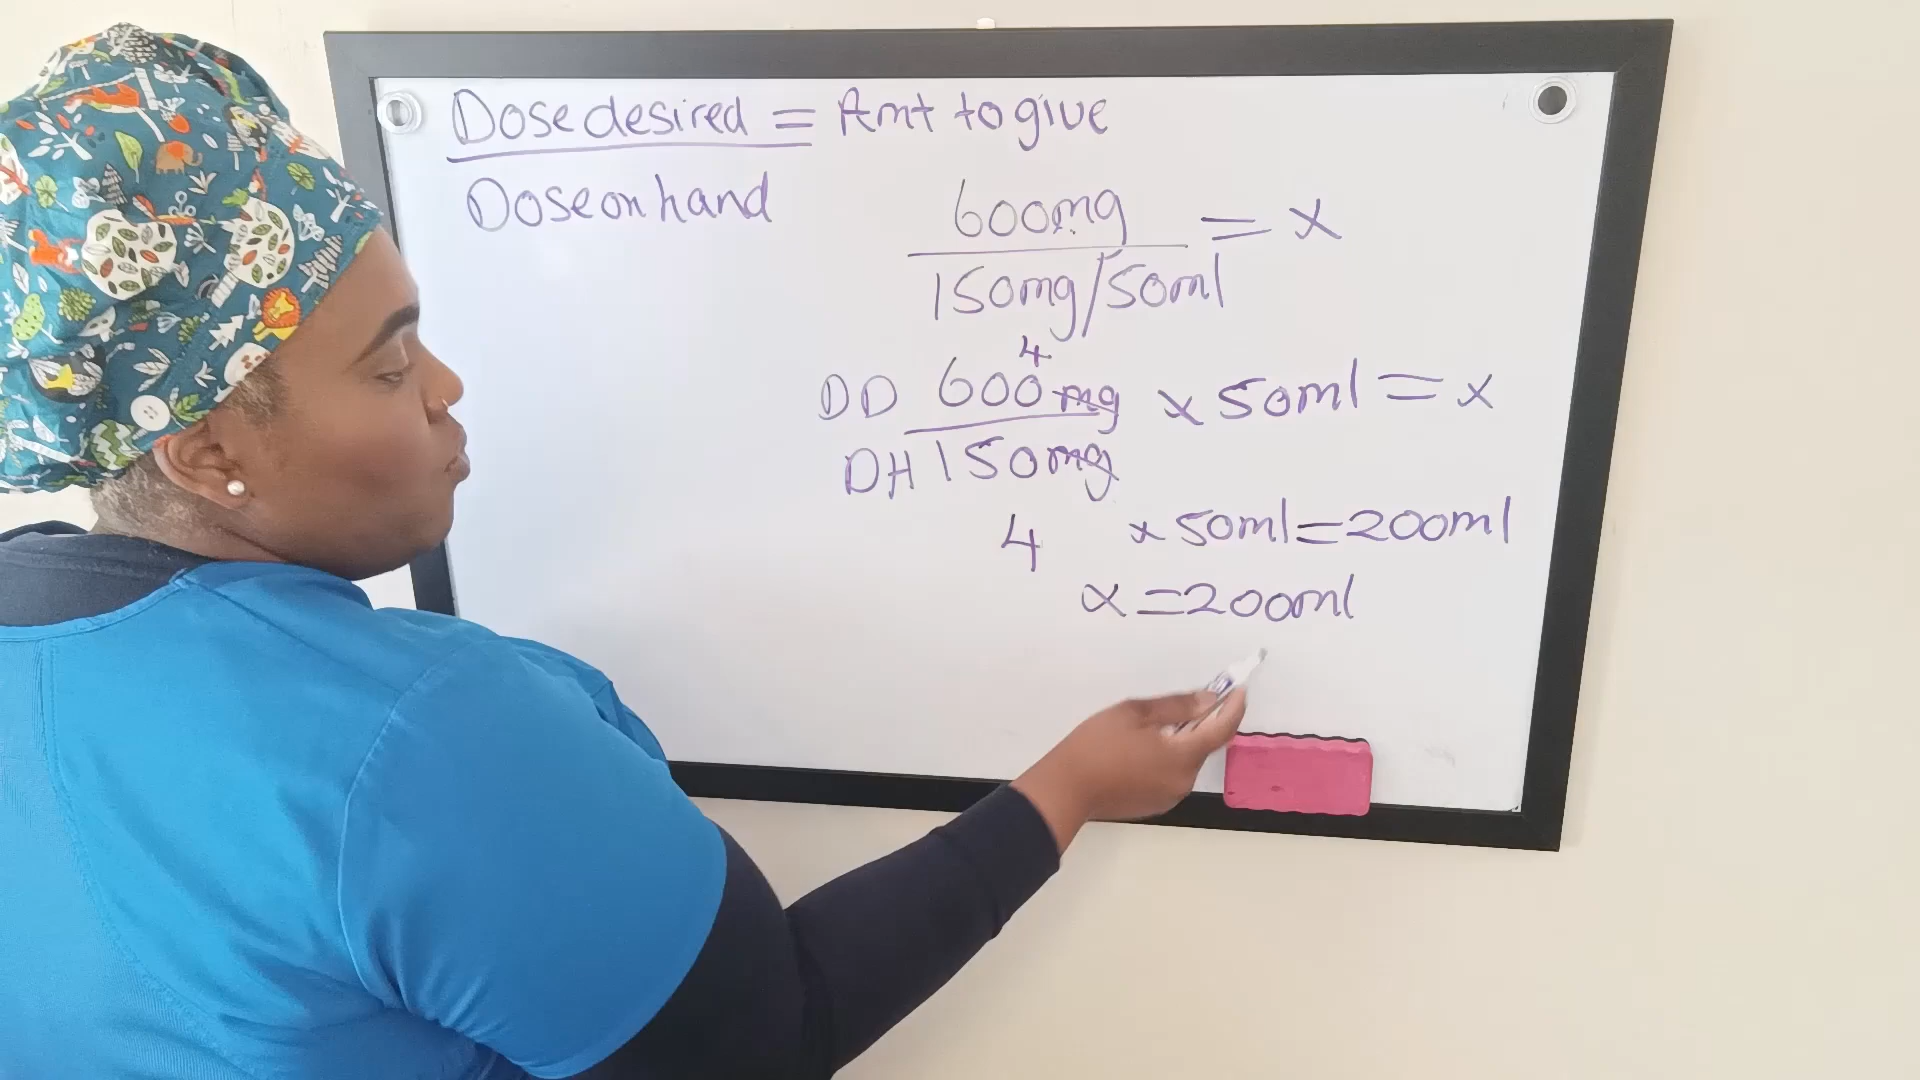 Dose desired = Amt to give
Dose on hand
600mg = x
150mg/50ml
4
DD 600mg x 50ml = x
DH 150mg
4 x 50ml = 200ml
x = 200ml